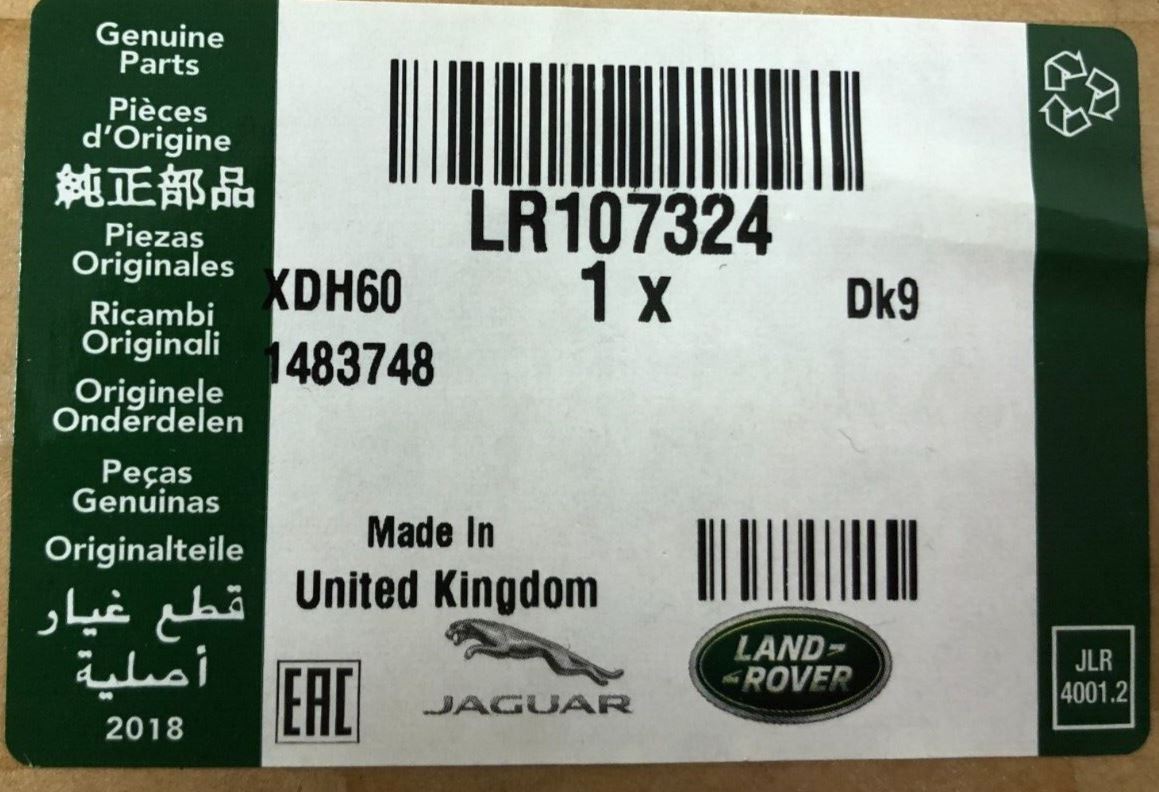 Genuine
Parts
Pièces
d'Origine
純正部品
Piezas
Originales
Ricambi
Originali
Originele
Onderdelen
Peças
Genuinas
Originalteile
قطع غيار
أصلية
2018
LR107324
XDH60 1 x Dk9
1483748
Made In
United Kingdom
EAC
JAGUAR
LAND-
-ROVER
JLR
4001.2